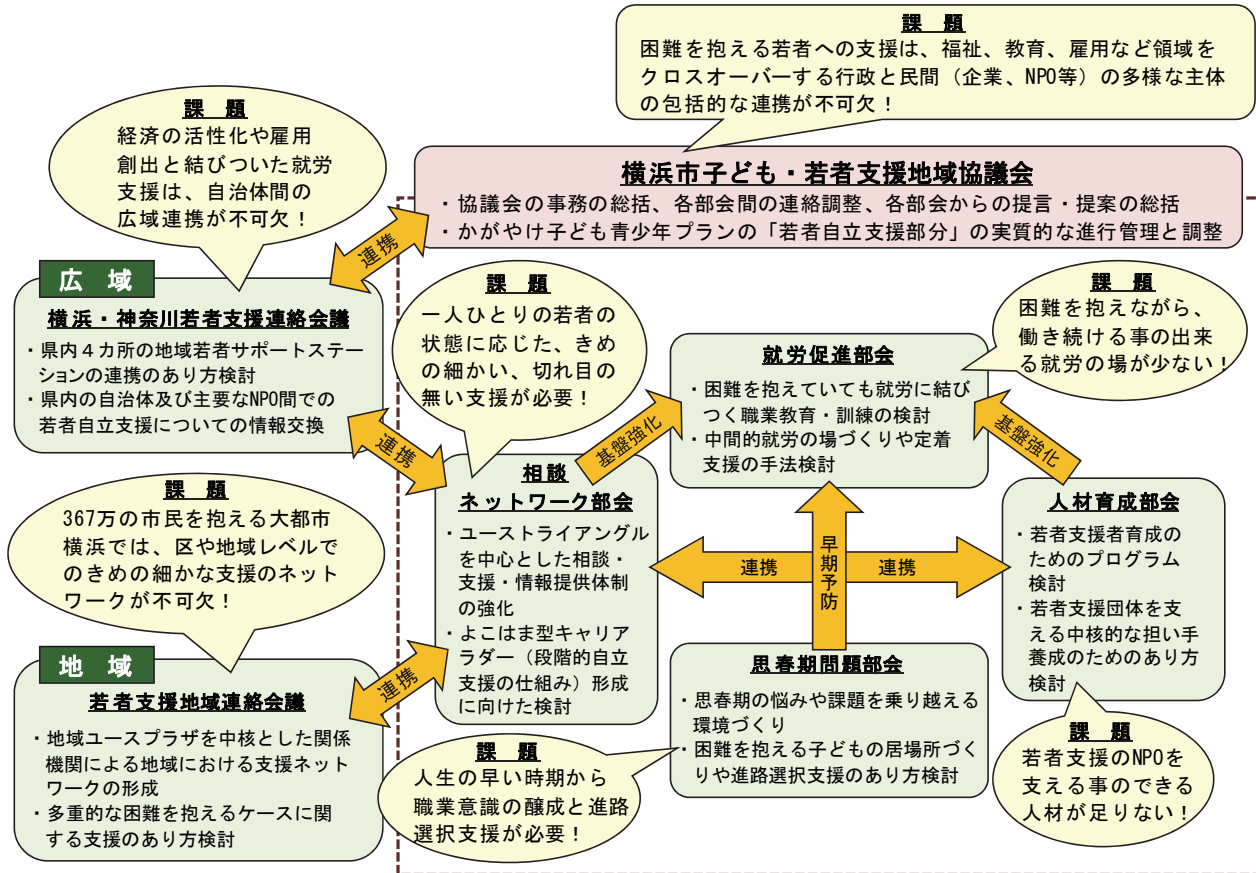 課 題
困難を抱える若者への支援は、福祉、教育、雇用など領域を
クロスオーバーする行政と民間（企業、NPO等）の多様な主体
の包括的な連携が不可欠！
課 題
経済の活性化や雇用
創出と結びついた就労
支援は、自治体間の
広域連携が不可欠！
横浜市子ども・若者支援地域協議会
・協議会の事務の総括、各部会間の連絡調整、各部会からの提言・提案の総括
・かがやけ子ども青少年プランの「若者自立支援部分」の実質的な進行管理と調整
連携
広 域
横浜・神奈川若者支援連絡会議
・県内４カ所の地域若者サポートステー
ションの連携のあり方検討
・県内の自治体及び主要なNPO間での
若者自立支援についての情報交換
連携
課 題
一人ひとりの若者の
状態に応じた、きめ
の細かい、切れ目の
無い支援が必要！
就労促進部会
・困難を抱えていても就労に結び
つく職業教育・訓練の検討
・中間的就労の場づくりや定着
支援の手法検討
課 題
困難を抱えながら、
働き続ける事の出来
る就労の場が少ない！
基盤強化
基盤強化
課 題
367万の市民を抱える大都市
横浜では、区や地域レベルで
のきめの細かな支援のネット
ワークが不可欠！
相談
ネットワーク部会
・ユーストライアングル
を中心とした相談・
支援・情報提供体制
の強化
・よこはま型キャリア
ラダー（段階的自立
支援の仕組み）形成
に向けた検討
連携
早期予防
連携
人材育成部会
・若者支援者育成の
ためのプログラム
検討
・若者支援団体を支
える中核的な担い手
養成のためのあり方
検討
地 域
若者支援地域連絡会議
・地域ユースプラザを中核とした関係
機関による地域における支援ネット
ワークの形成
・多重的な困難を抱えるケースに関
する支援のあり方検討
連携
思春期問題部会
・思春期の悩みや課題を乗り越える
環境づくり
・困難を抱える子どもの居場所づく
りや進路選択支援のあり方検討
課 題
人生の早い時期から
職業意識の醸成と進路
選択支援が必要！
課 題
若者支援のNPOを
支える事のできる
人材が足りない！